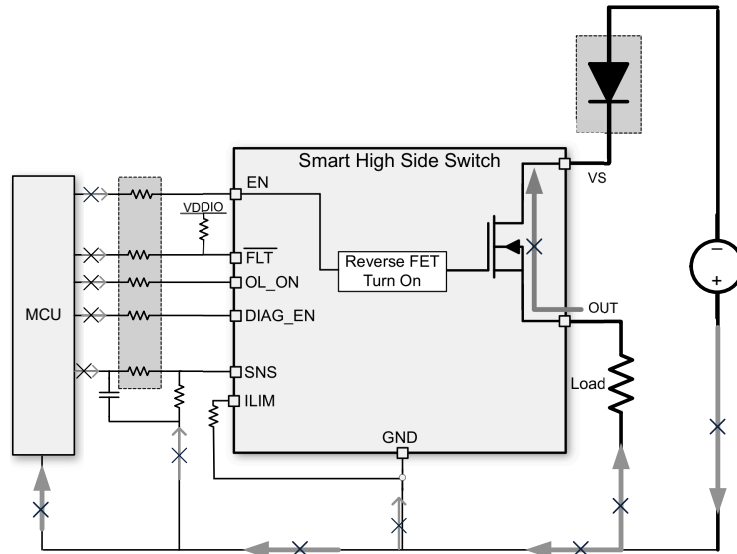 Smart High Side Switch
VS
EN
VDDIO
FLT
Reverse FET
Turn On
OL_ON
OUT
MCU
DIAG_EN
SNS
Load
ILIM
GND
−
+